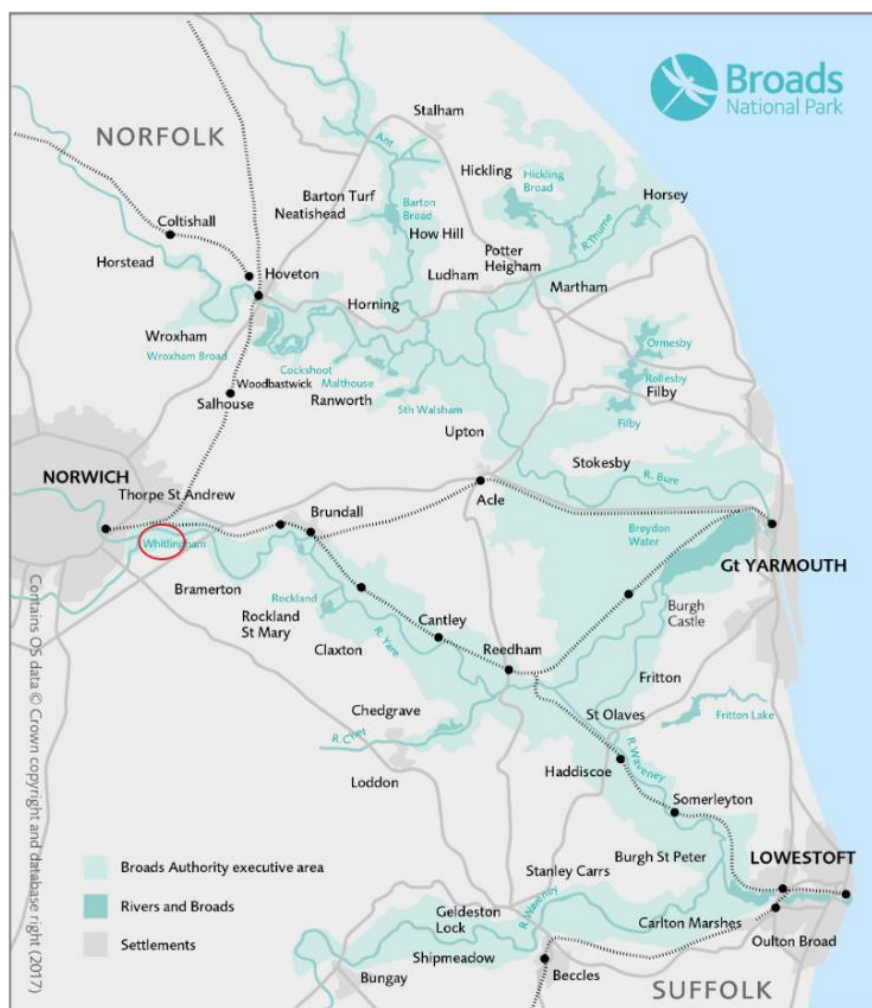 Broads
National Park
NORFOLK
Stalham
Ant
Hickling
Hickling
Broad
Horsey
Barton Turf
Neatishead
Barton
Broad
How Hill
R.Thurne
Coltishall
Potter
Heigham
Horstead
Hoveton
Ludham
Martham
Horning
Wroxham
Wroxham Broad
Ormesby
Cockshoot
Woodbastwick
Malthouse
Ranworth
Rollesby
Filby
Salhouse
Sth Walsham
Filby
Upton
Stokesby
NORWICH
R. Bure
Thorpe St Andrew
Acle
Brundall
Breydon
Water
Whitlingham
Gt YARMOUTH
Bramerton
Rockland
Rockland
St Mary
Cantley
Burgh
Castle
R. Yare
Claxton
Reedham
Fritton
Chedgrave
St Olaves
Fritton Lake
R.Chet
R.Waveney
Loddon
Haddiscoe
Somerleyton
Broads Authority executive area
Burgh St Peter
LOWESTOFT
Stanley Carrs
Rivers and Broads
Geldeston
Lock
R.Waveney
Carlton Marshes
Settlements
Oulton Broad
Shipmeadow
Bungay
Beccles
SUFFOLK
Contains OS data © Crown copyright and database right (2017)